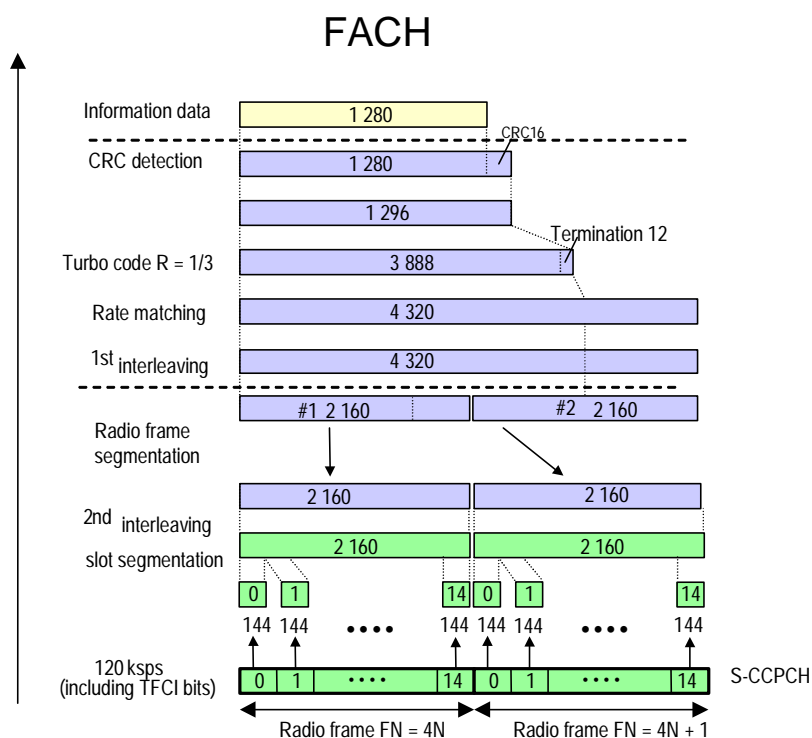 FACH
Information data
1 280
CRC16
CRC detection
1 280
1 296
Termination 12
Turbo code R = 1/3
3 888
Rate matching
4 320
1st interleaving
4 320
#1 2 160
#2 2 160
Radio frame
segmentation
2 160
2 160
2nd interleaving
slot segmentation
2 160
2 160
0 1 14 0 1 14
144 144 •••• 144 144 144 •••• 144
120 ksps
(including TFCI bits)
0 1 •••• 14 0 1 •••• 14
S-CCPCH
Radio frame FN = 4N
Radio frame FN = 4N + 1